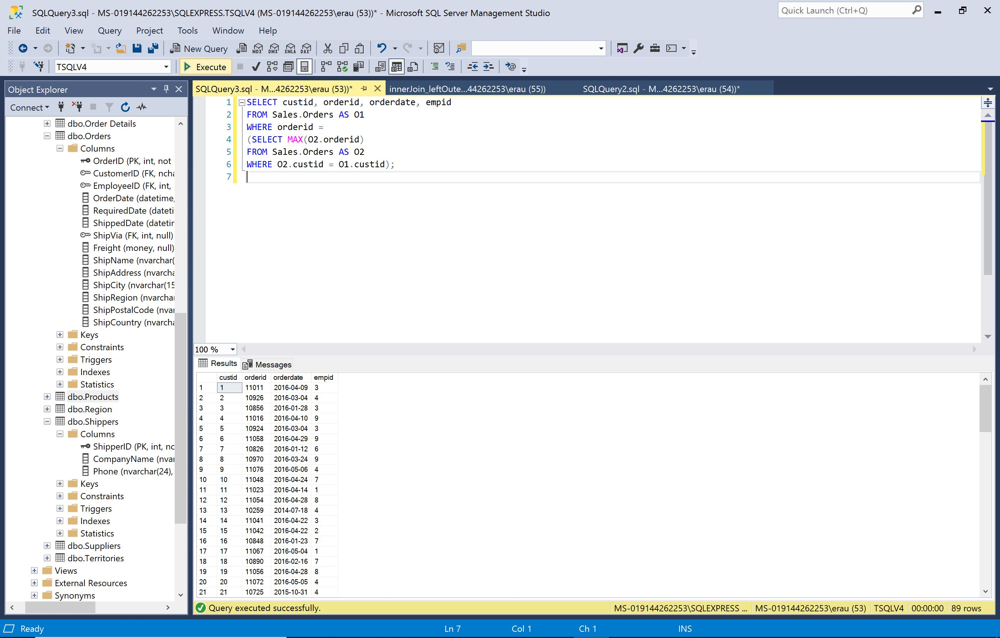 SQLQuery3.sql - MS-019144262253\SQLEXPRESS.TSQLV4 (MS-019144262253\erau (53))* - Microsoft SQL Server Management Studio
Quick Launch (Ctrl+Q)
File Edit View Query Project Tools Window Help
New Query MDX DMX XMLA DAX
TSQLV4 Execute
Object Explorer
Connect
dbo.Order Details
dbo.Orders
Columns
OrderID (PK, int, not
CustomerID (FK, ncha
EmployeeID (FK, int,
OrderDate (datetime,
RequiredDate (dateti
ShippedDate (datetin
ShipVia (FK, int, null)
Freight (money, null)
ShipName (nvarchar(
ShipAddress (nvarcha
ShipCity (nvarchar(15
ShipRegion (nvarchar
ShipPostalCode (nvar
ShipCountry (nvarcha
Keys
Constraints
Triggers
Indexes
Statistics
dbo.Products
dbo.Region
dbo.Shippers
Columns
ShipperID (PK, int, no
CompanyName (nvar
Phone (nvarchar(24),
Keys
Constraints
Triggers
Indexes
Statistics
dbo.Suppliers
dbo.Territories
Views
External Resources
Synonyms
SQLQuery3.sql - M...4262253\erau (53))* innerJoin_leftOute...44262253\erau (55)) SQLQuery2.sql - M...4262253\erau (54))*
1 SELECT custid, orderid, orderdate, empid
2 FROM Sales.Orders AS O1
3 WHERE orderid =
4 (SELECT MAX(O2.orderid)
5 FROM Sales.Orders AS O2
6 WHERE O2.custid = O1.custid);
7
100 %
Results Messages
custid orderid orderdate empid
1 1 11011 2016-04-09 3
2 2 10926 2016-03-04 4
3 3 10856 2016-01-28 3
4 4 11016 2016-04-10 9
5 5 10924 2016-03-04 3
6 6 11058 2016-04-29 9
7 7 10826 2016-01-12 6
8 8 10970 2016-03-24 9
9 9 11076 2016-05-06 4
10 10 11048 2016-04-24 7
11 11 11023 2016-04-14 1
12 12 11054 2016-04-28 8
13 13 10259 2014-07-18 4
14 14 11041 2016-04-22 3
15 15 11042 2016-04-22 2
16 16 10848 2016-01-23 7
17 17 11067 2016-05-04 1
18 18 10890 2016-02-16 7
19 19 11056 2016-04-28 8
20 20 11072 2016-05-05 4
21 21 10725 2015-10-31 4
Query executed successfully. MS-019144262253\SQLEXPRESS ... MS-019144262253\erau (53) TSQLV4 00:00:00 89 rows
Ready Ln 7 Col 1 Ch 1 INS